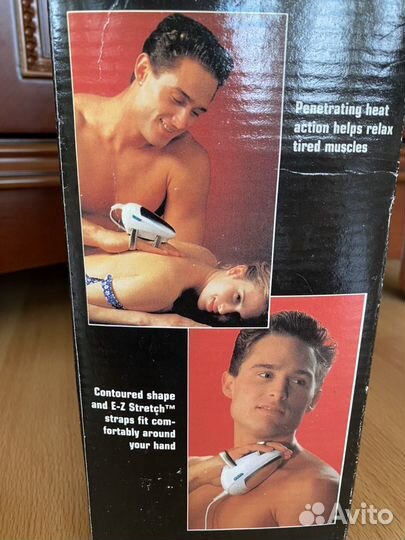 Penetrating heat
action helps relax
tired muscles
Contoured shape
and E-Z Stretch™
straps fit com-
fortably around
your hand
Avito